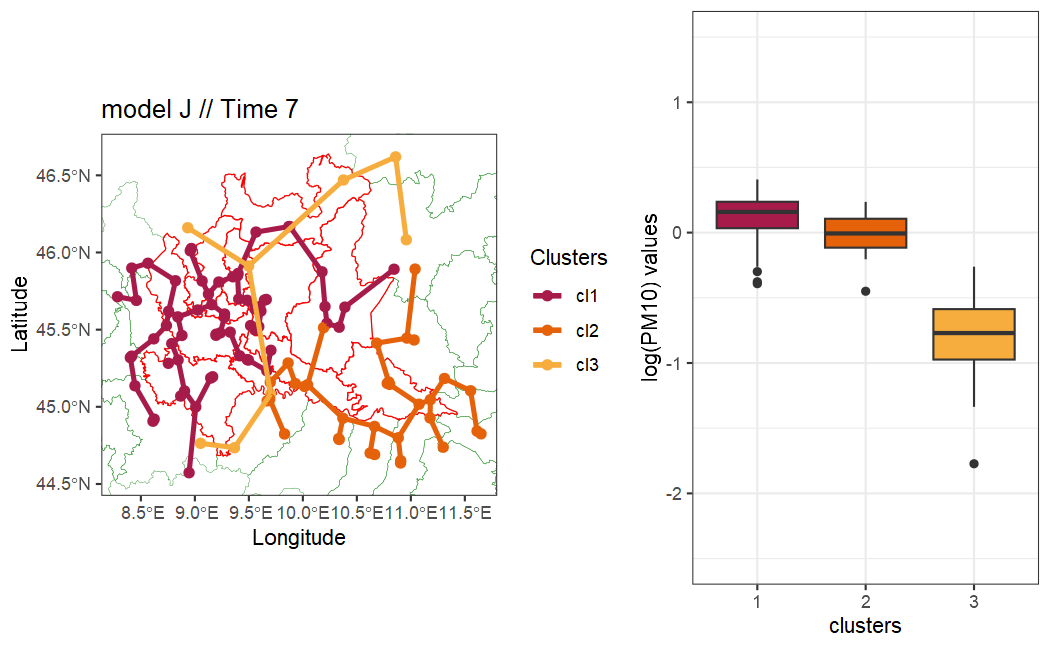 model J // Time 7
Latitude
46.5°N
46.0°N
45.5°N
45.0°N
44.5°N
8.5°E 9.0°E 9.5°E 10.0°E 10.5°E 11.0°E 11.5°E
Longitude
Clusters
cl1
cl2
cl3
log(PM10) values
1
0
-1
-2
1 2 3
clusters